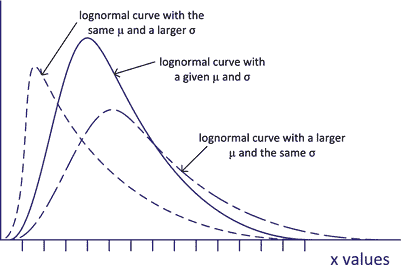 lognormal curve with the
same μ and a larger σ
lognormal curve with
a given μ and σ
lognormal curve with a larger
μ and the same σ
x values